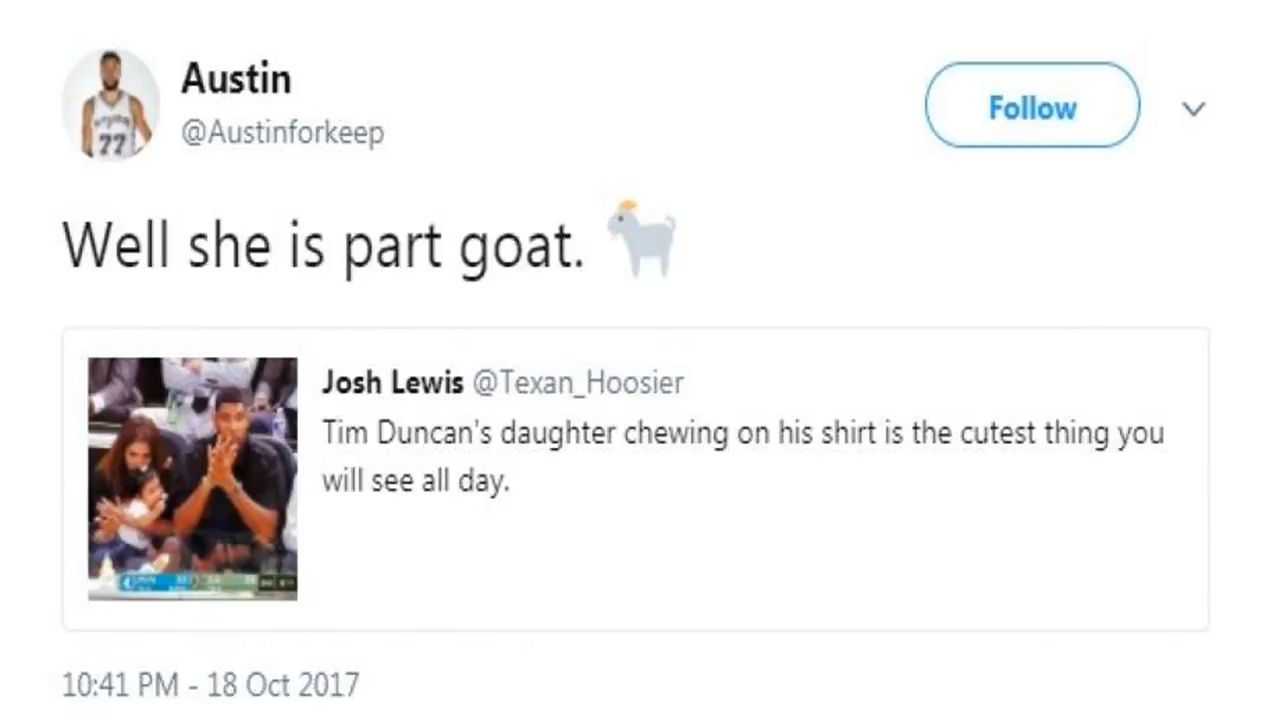 Austin
@Austinforkeep
Follow
Well she is part goat. 🐐
Josh Lewis @Texan_Hoosier
Tim Duncan's daughter chewing on his shirt is the cutest thing you
will see all day.
10:41 PM - 18 Oct 2017
77